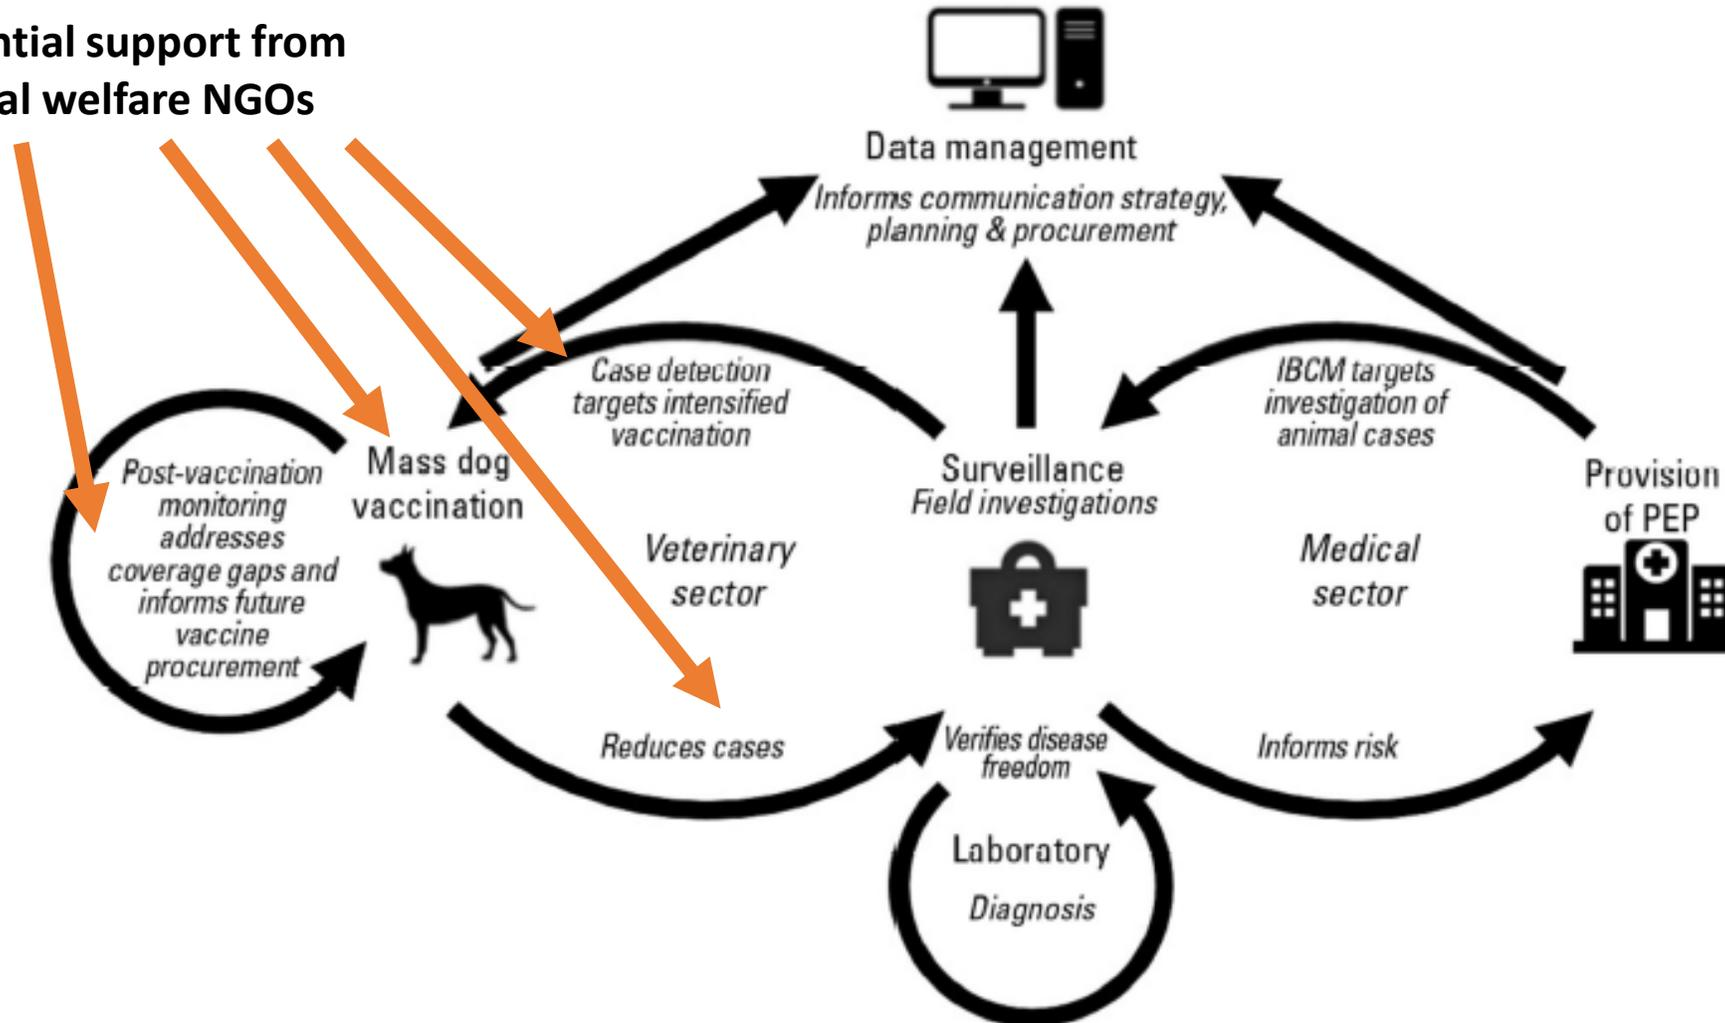 ntial support from
al welfare NGOs
Data management
Informs communication strategy,
planning & procurement
Case detection
targets intensified
vaccination
IBCM targets
investigation of
animal cases
Post-vaccination
monitoring
addresses
coverage gaps and
informs future
vaccine
procurement
Mass dog
vaccination
Surveillance
Field investigations
Provision
of PEP
Veterinary
sector
Medical
sector
Reduces cases
Verifies disease
freedom
Informs risk
Laboratory
Diagnosis